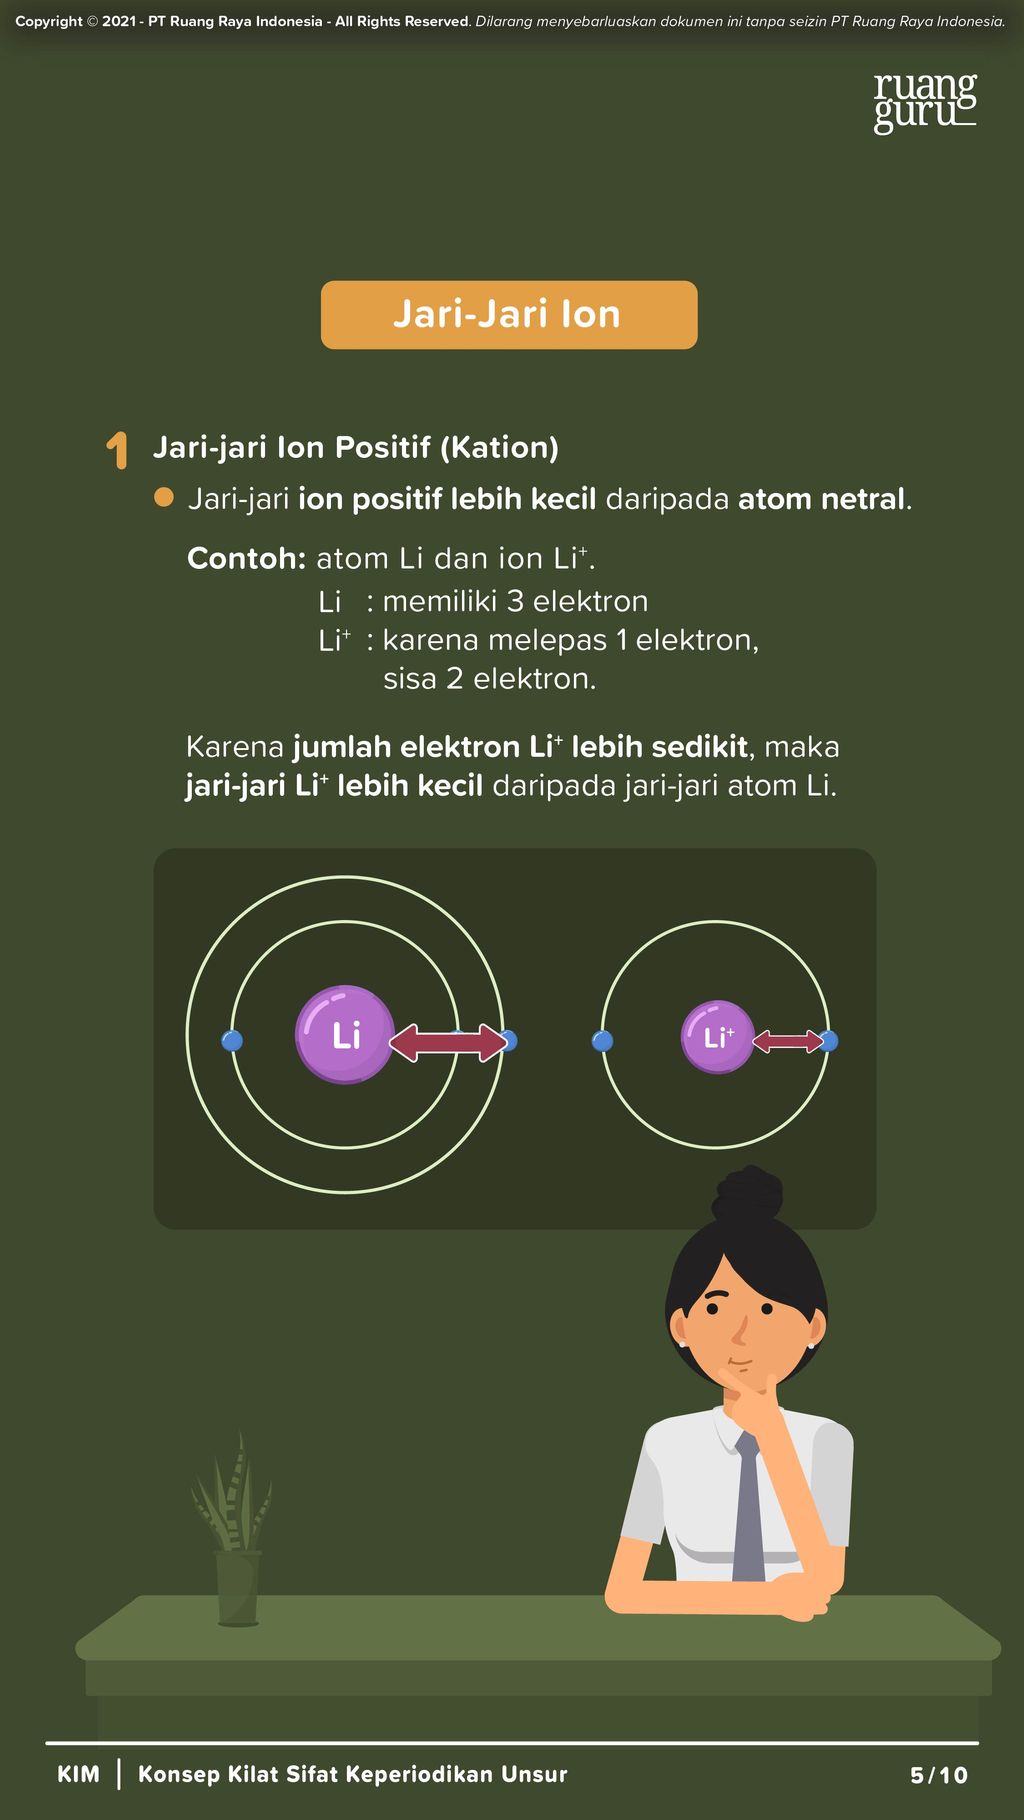 Copyright © 2021 - PT Ruang Raya Indonesia - All Rights Reserved. Dilarang menyebarluaskan dokumen ini tanpa seizin PT Ruang Raya Indonesia.
ruang
guru
Jari-Jari Ion
1 Jari-jari Ion Positif (Kation)
Jari-jari ion positif lebih kecil daripada atom netral.
Contoh: atom Li dan ion Li⁺.
Li : memiliki 3 elektron
Li⁺ : karena melepas 1 elektron,
sisa 2 elektron.
Karena jumlah elektron Li⁺ lebih sedikit, maka
jari-jari Li⁺ lebih kecil daripada jari-jari atom Li.
Li
Li⁺
KIM | Konsep Kilat Sifat Keperiodikan Unsur
5/10